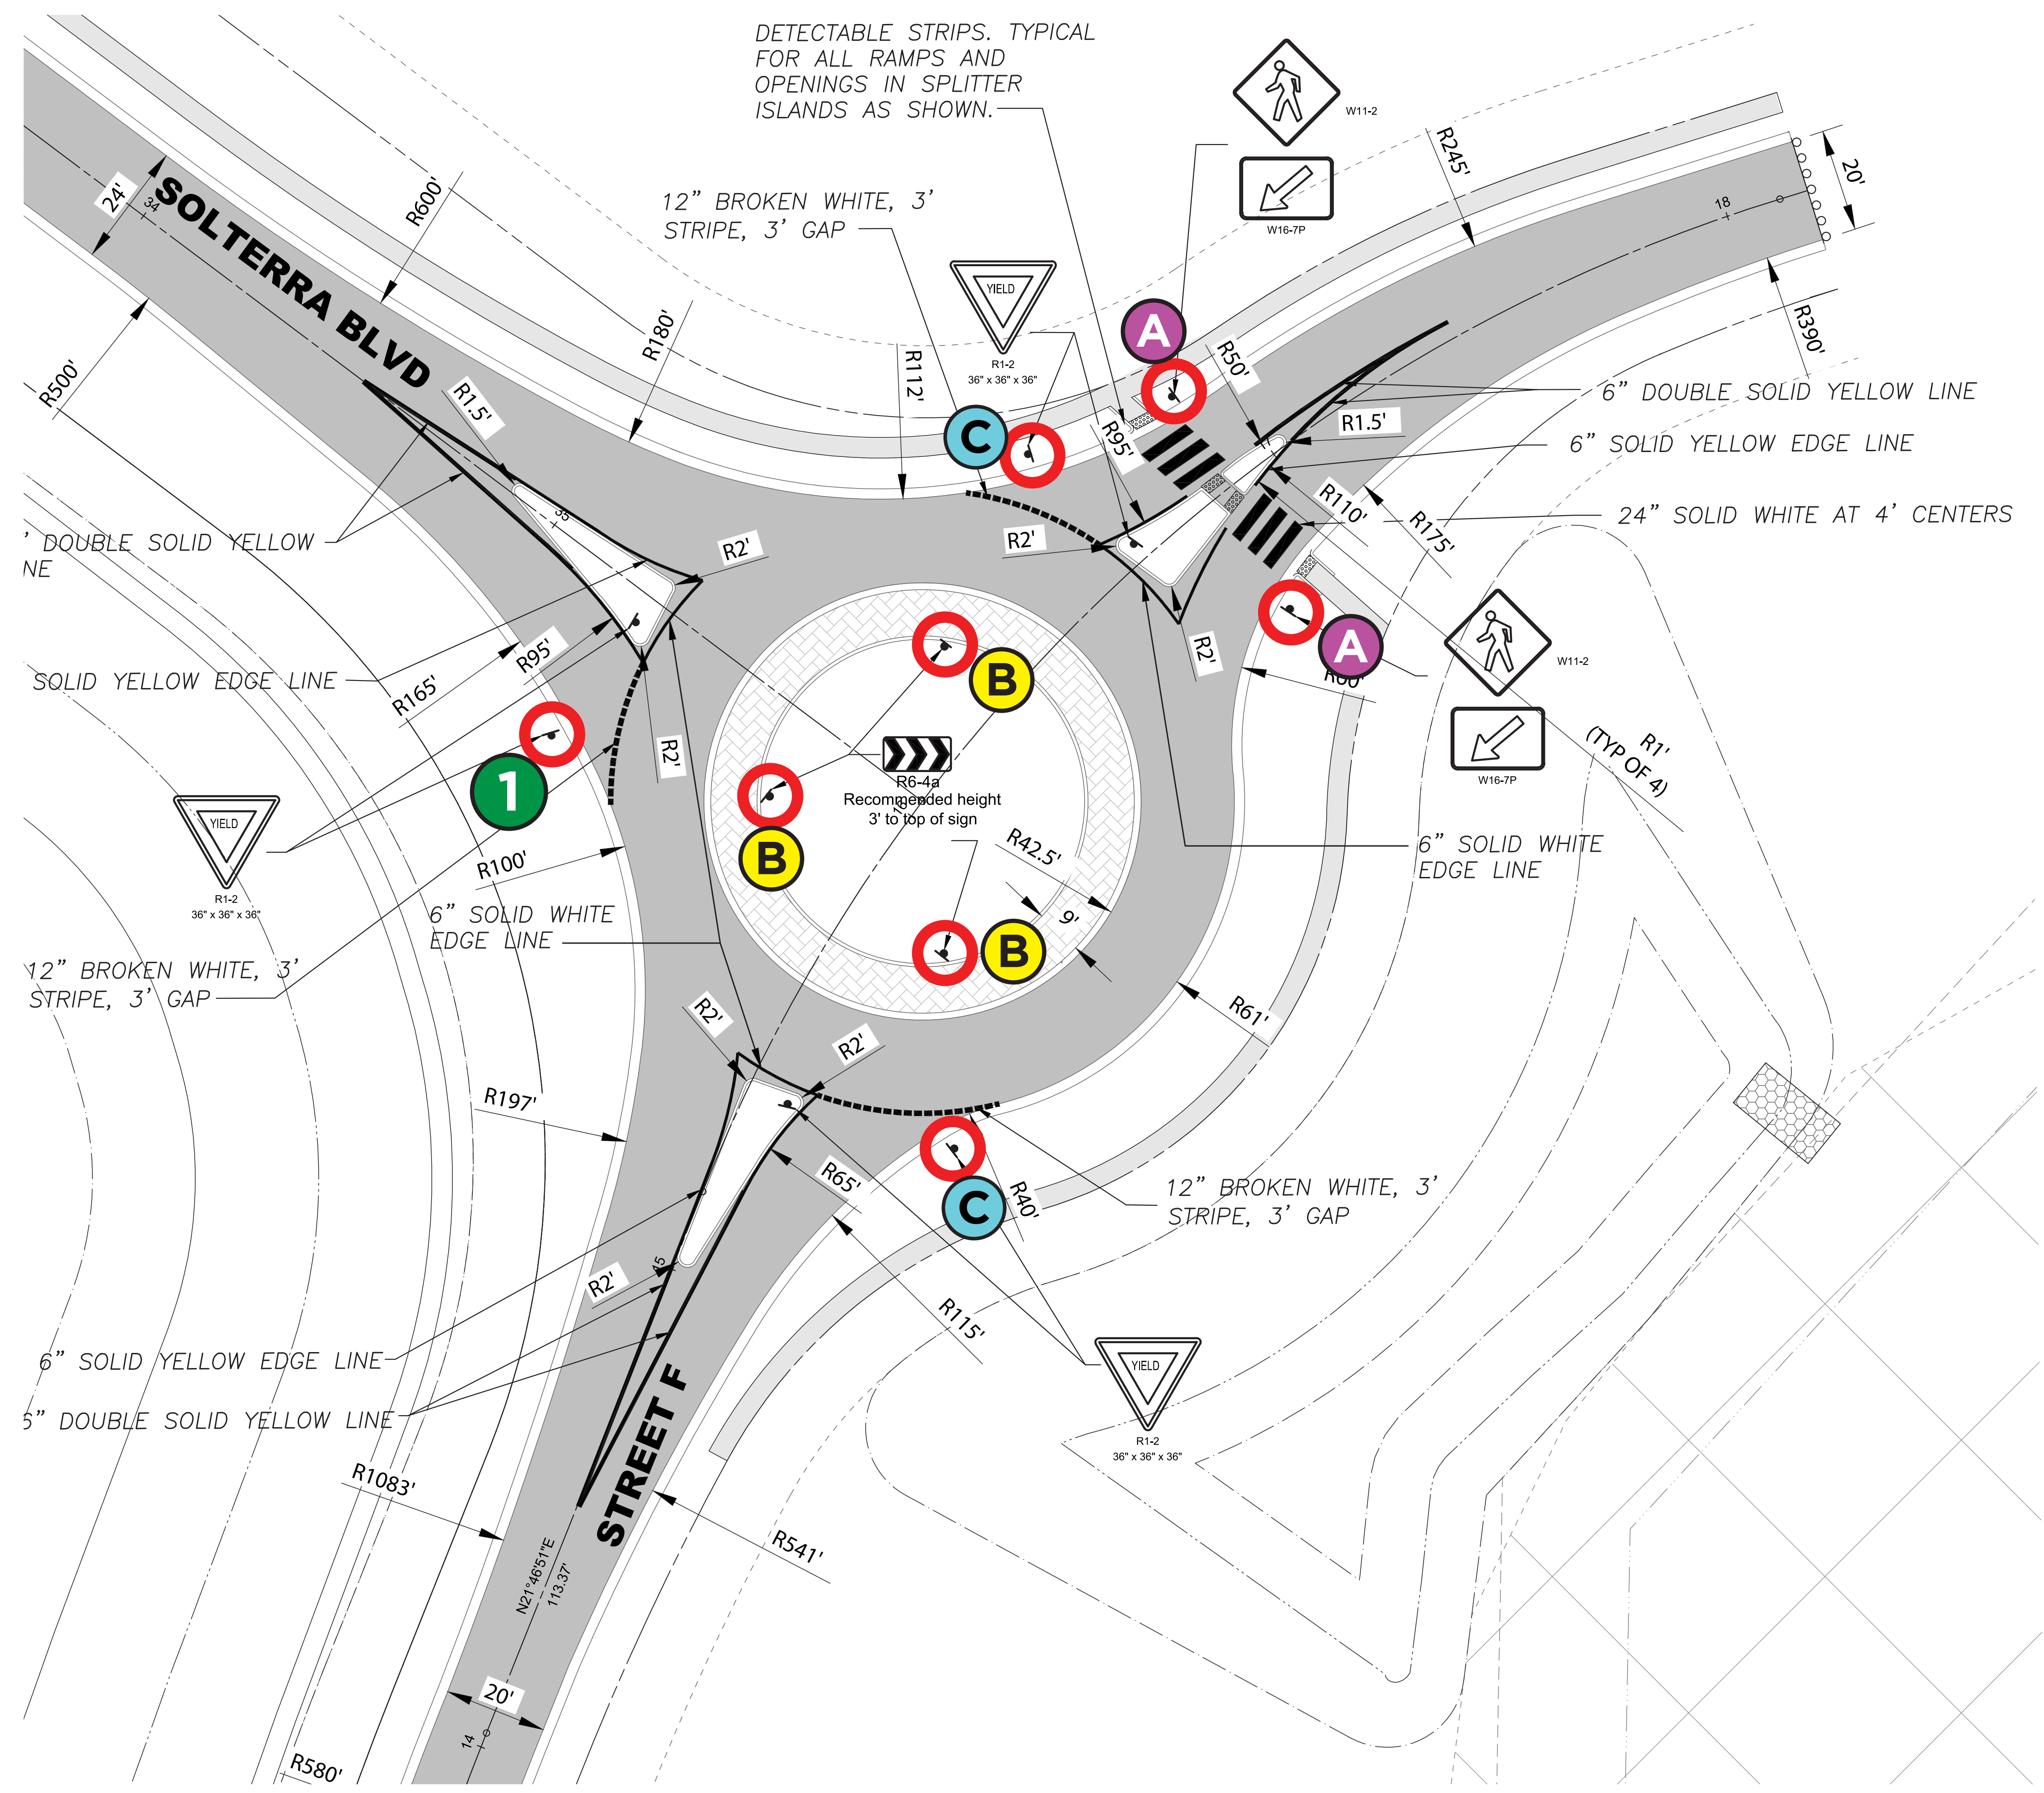 DETECTABLE STRIPS. TYPICAL
FOR ALL RAMPS AND
OPENINGS IN SPLITTER
ISLANDS AS SHOWN.
W11-2
W16-7P
12" BROKEN WHITE, 3'
STRIPE, 3' GAP
YIELD
R1-2
36" x 36" x 36"
R245'
20'
18
R390'
24'
34
SOLTERRA BLVD
R600'
R500'
R180'
R112'
R1.5'
A
C
R50'
R95'
R1.5'
6" DOUBLE SOLID YELLOW LINE
6" SOLID YELLOW EDGE LINE
24" SOLID WHITE AT 4' CENTERS
R110'
R175'
R2'
R2'
' DOUBLE SOLID YELLOW
NE
35
R2'
SOLID YELLOW EDGE LINE
R95'
R165'
R2'
1
B
A
W11-2
W16-7P
R1'
(TYP OF 4)
R6-4a
Recommended height
3' to top of sign
B
B
R42.5'
9'
YIELD
R1-2
36" x 36" x 36"
R100'
6" SOLID WHITE
EDGE LINE
6" SOLID WHITE
EDGE LINE
12" BROKEN WHITE, 3'
STRIPE, 3' GAP
R61'
R2'
R2'
R197'
R65'
C
R40'
12" BROKEN WHITE, 3'
STRIPE, 3' GAP
15
R2'
R115'
6" SOLID YELLOW EDGE LINE
" DOUBLE SOLID YELLOW LINE
YIELD
R1-2
36" x 36" x 36"
STREET F
R1083'
R541'
N21°46'51"E
113.37'
20'
14
R580'